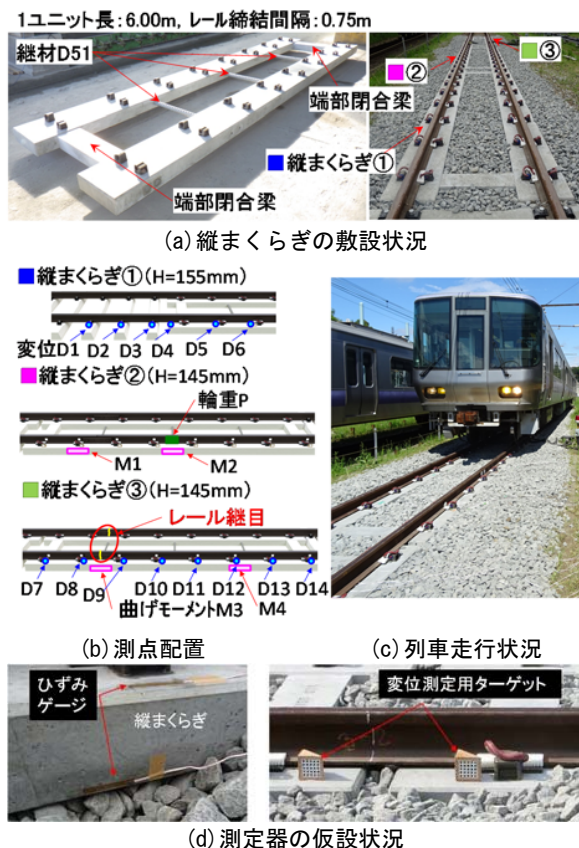 1ユニット長：6.00m，レール締結間隔：0.75m
継材D51
端部閉合梁
端部閉合梁
■②
■③
■縦まくらぎ①
(a)縦まくらぎの敷設状況
■縦まくらぎ①(H=155mm)
変位D1 D2 D3 D4 D5 D6
■縦まくらぎ②(H=145mm)
輪重P
M1 M2
■縦まくらぎ③(H=145mm)
レール継目
D7 D8 D9 D10 D11 D12 D13 D14
曲げモーメントM3 M4
(b)測点配置
(c)列車走行状況
ひずみ
ゲージ
縦まくらぎ
変位測定用ターゲット
(d)測定器の仮設状況